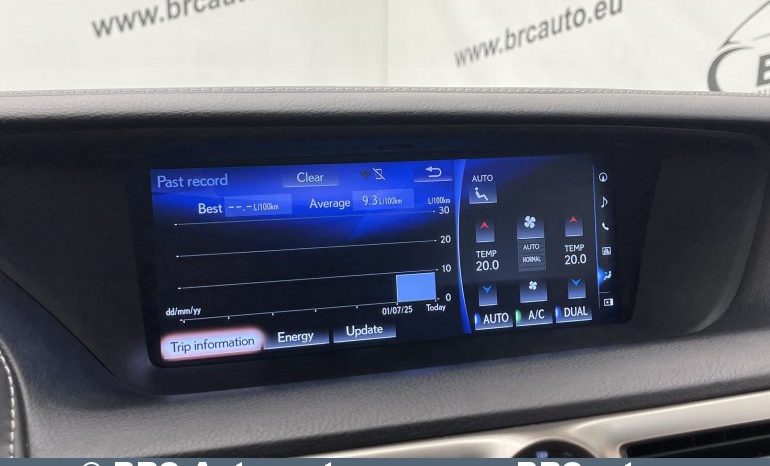 www.brcauto.eu
www.brcauto.eu
Past record Clear
Best --.- L/100km Average 9.3 L/100km L/100km
30
20
10
0
dd/mm/yy 01/07/25 Today
Trip information Energy Update
AUTO
TEMP 20.0
AUTO
NORMAL
TEMP 20.0
AUTO A/C DUAL